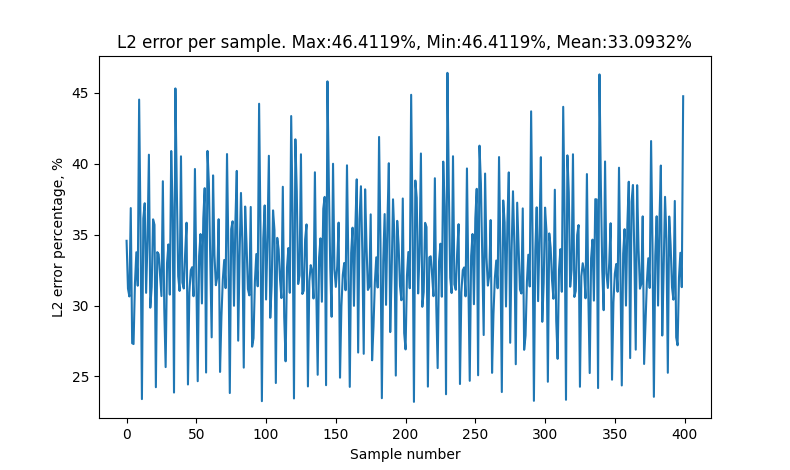 L2 error per sample. Max:46.4119%, Min:46.4119%, Mean:33.0932%
45
40
35
30
25
L2 error percentage, %
0 50 100 150 200 250 300 350 400
Sample number